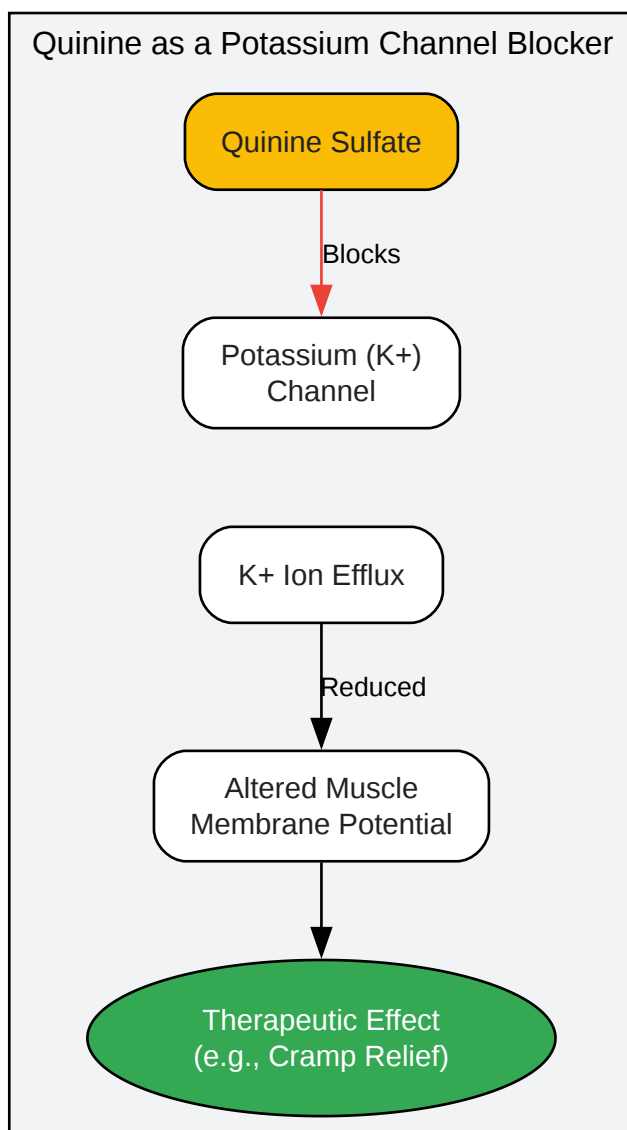 Quinine as a Potassium Channel Blocker
Quinine Sulfate
Blocks
Potassium (K+)
Channel
K+ Ion Efflux
Reduced
Altered Muscle
Membrane Potential
Therapeutic Effect
(e.g., Cramp Relief)